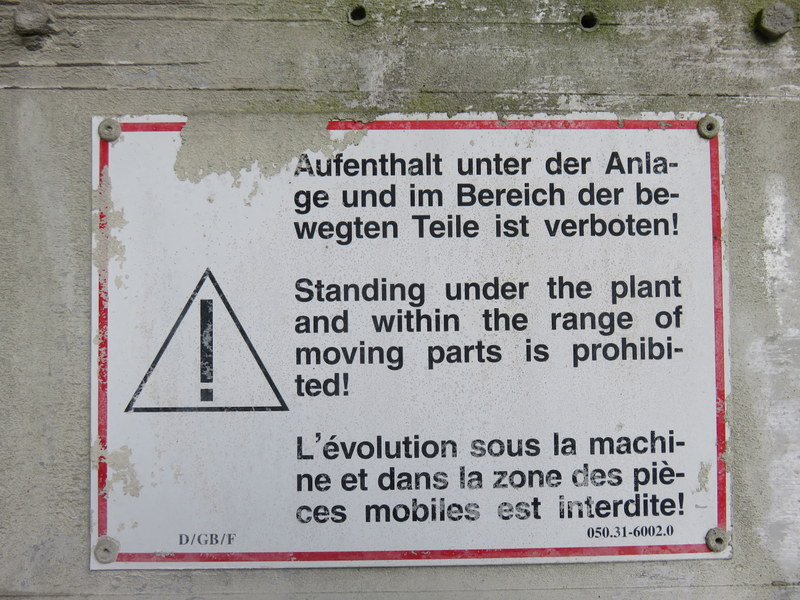 Aufenthalt unter der Anla-
ge und im Bereich der be-
wegten Teile ist verboten!
Standing under the plant
and within the range of
moving parts is prohibi-
ted!
L'évolution sous la machi-
ne et dans la zone des piè-
ces mobiles est interdite!
D/GB/F
050.31-6002.0